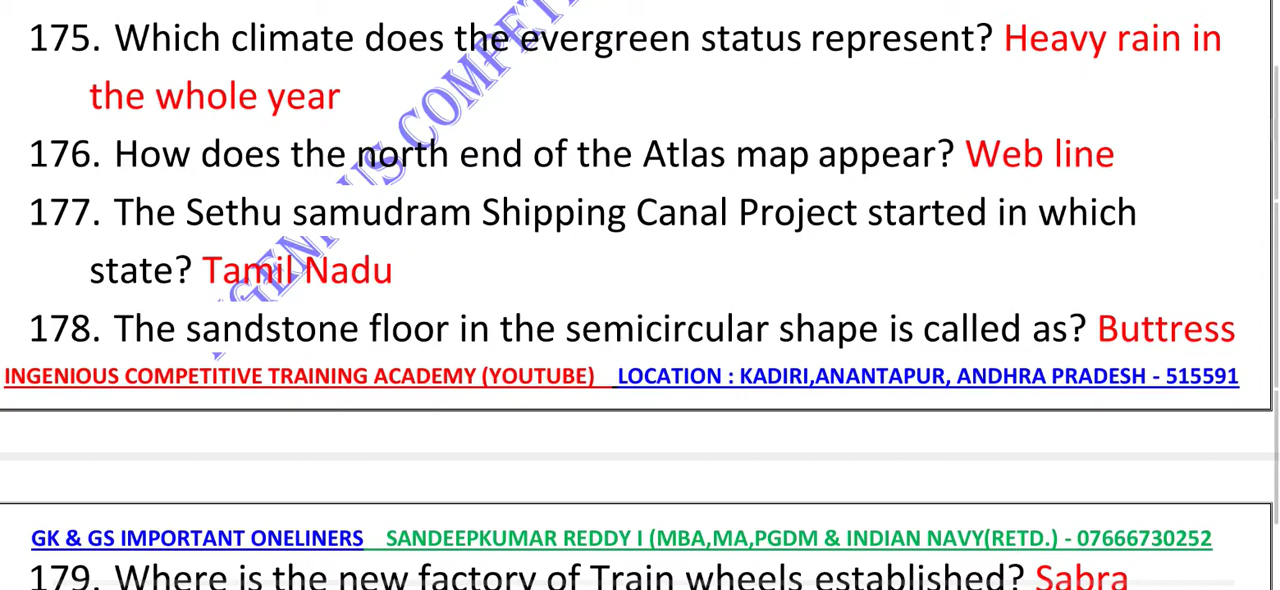 175. Which climate does the evergreen status represent? Heavy rain in
the whole year
176. How does the north end of the Atlas map appear? Web line
177. The Sethu samudram Shipping Canal Project started in which
state? Tamil Nadu
178. The sandstone floor in the semicircular shape is called as? Buttress
INGENIOUS COMPETITIVE TRAINING ACADEMY (YOUTUBE) LOCATION : KADIRI,ANANTAPUR, ANDHRA PRADESH - 515591
GK & GS IMPORTANT ONELINERS SANDEEPKUMAR REDDY I (MBA,MA,PGDM & INDIAN NAVY(RETD.) - 07666730252
179. Where is the new factory of Train wheels established? Sabra